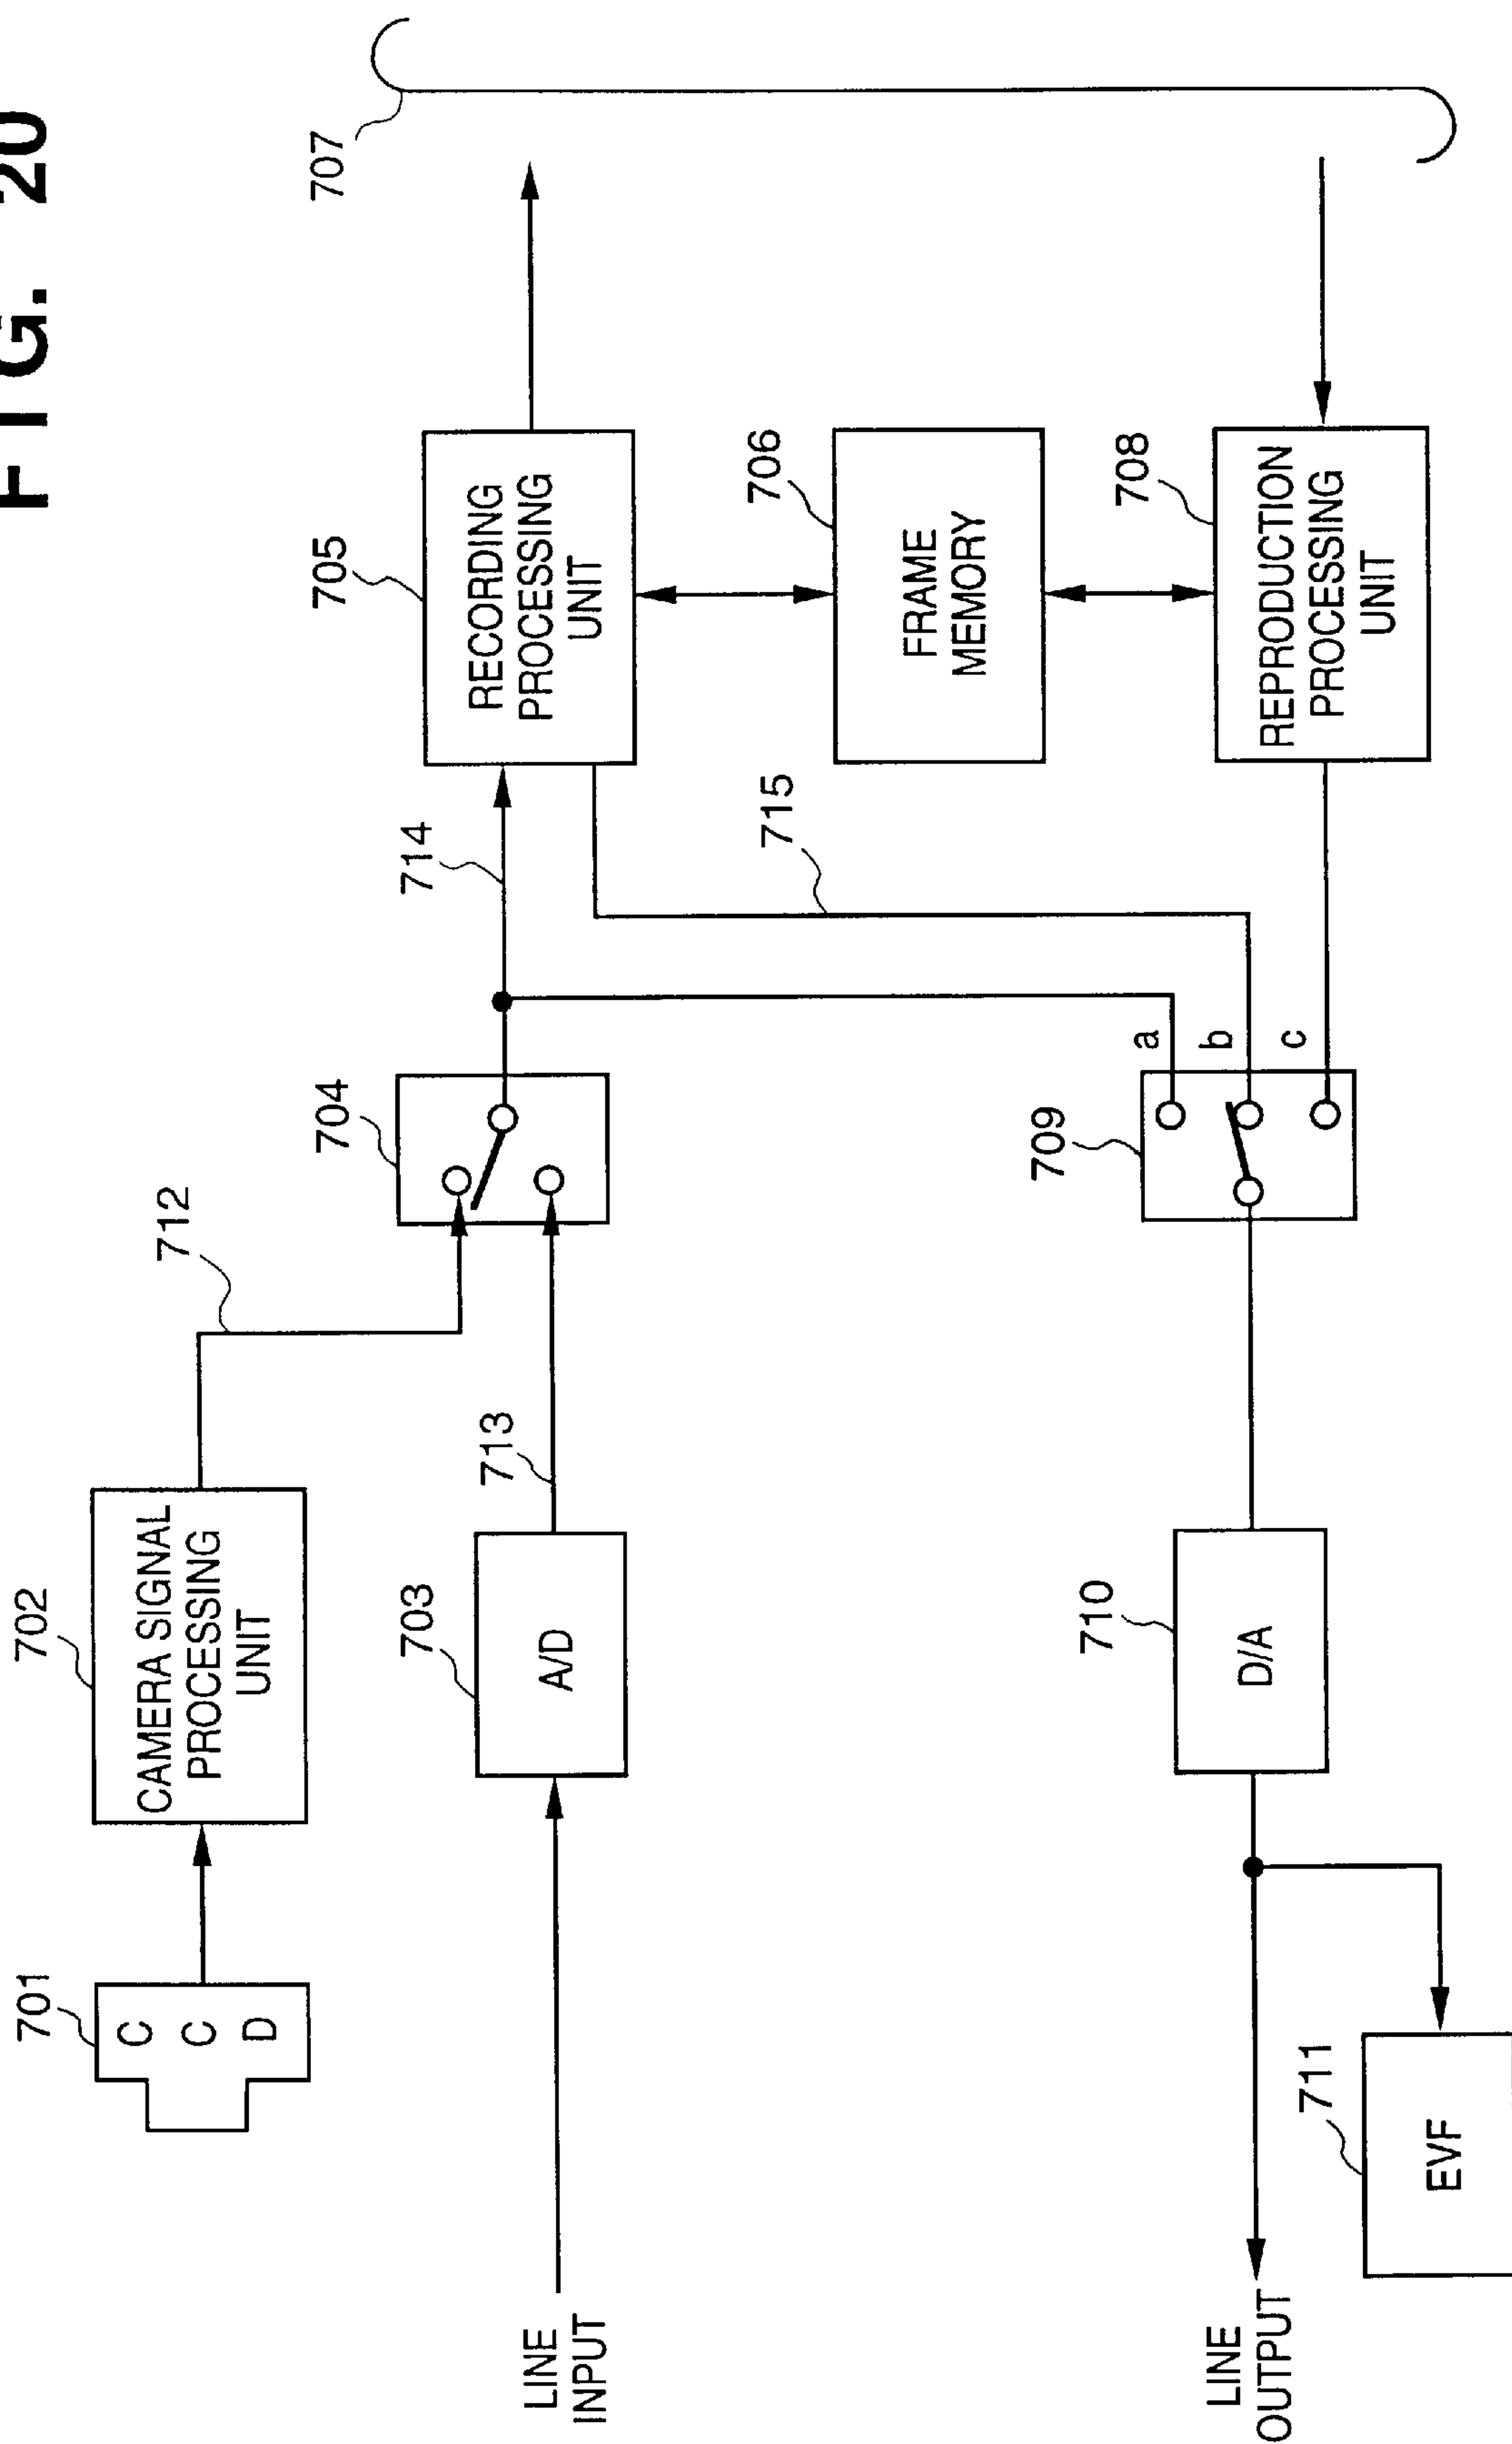 FIG. 20
701
C
C
D
702
CAMERA SIGNAL
PROCESSING
UNIT
712
704
714
705
RECORDING
PROCESSING
UNIT
707
LINE
INPUT
703
A/D
713
715
706
FRAME
MEMORY
LINE
OUTPUT
711
EVF
710
D/A
709
a
b
c
708
REPRODUCTION
PROCESSING
UNIT